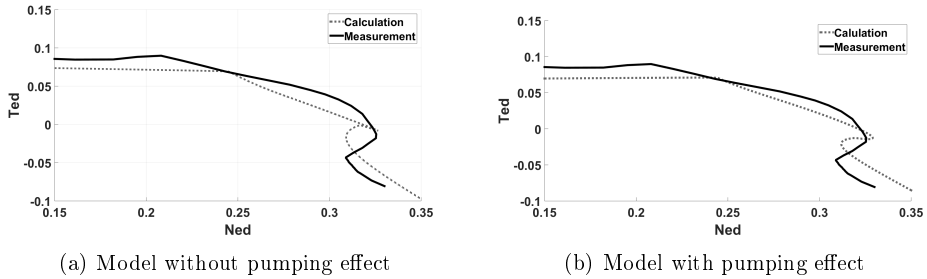 0.15
0.1
0.05
0
-0.05
-0.1
Ted
0.15
0.2
0.25
0.3
0.35
Ned
Calculation
Measurement
(a) Model without pumping effect
0.15
0.1
0.05
0
-0.05
-0.1
Ted
0.15
0.2
0.25
0.3
0.35
Ned
Calulation
Measurement
(b) Model with pumping effect